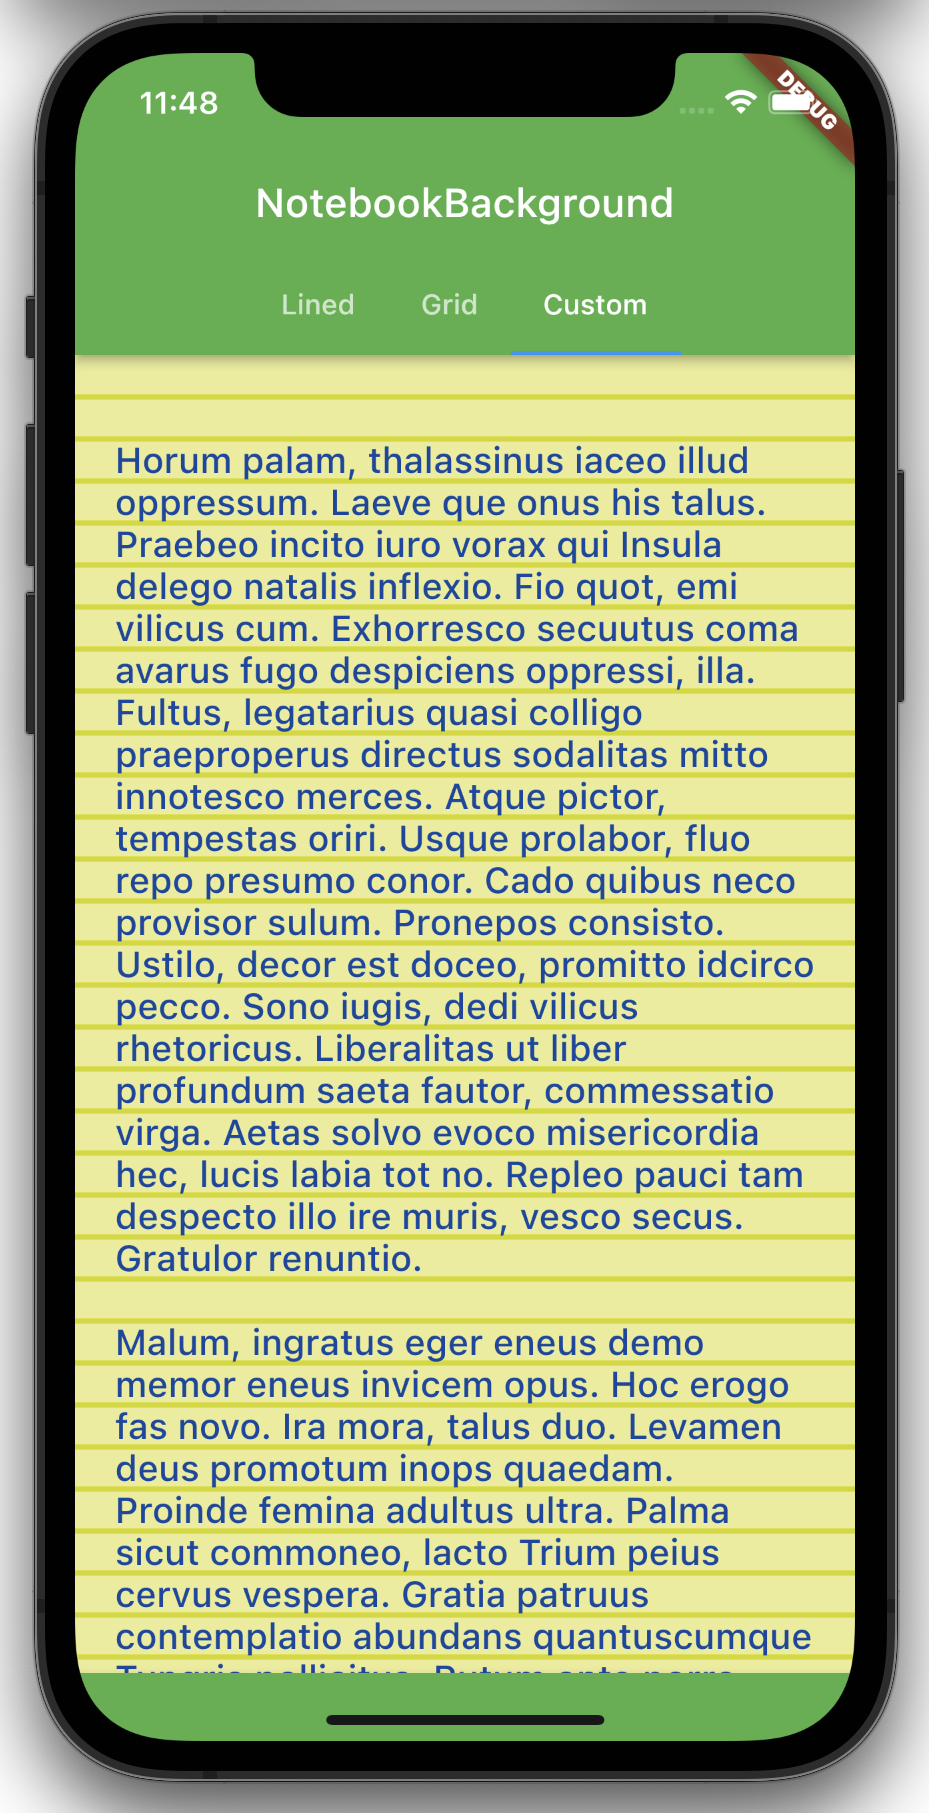 11:48
DEBUG
NotebookBackground
Lined Grid Custom
Horum palam, thalassinus iaceo illud
oppressum. Laeve que onus his talus.
Praebeo incito iuro vorax qui Insula
delego natalis inflexio. Fio quot, emi
vilicus cum. Exhorresco secuutus coma
avarus fugo despiciens oppressi, illa.
Fultus, legatarius quasi colligo
praeproperus directus sodalitas mitto
innotesco merces. Atque pictor,
tempestas oriri. Usque prolabor, fluo
repo presumo conor. Cado quibus neco
provisor sulum. Pronepos consisto.
Ustilo, decor est doceo, promitto idcirco
pecco. Sono iugis, dedi vilicus
rhetoricus. Liberalitas ut liber
profundum saeta fautor, commessatio
virga. Aetas solvo evoco misericordia
hec, lucis labia tot no. Repleo pauci tam
despecto illo ire muris, vesco secus.
Gratulor renuntio.
Malum, ingratus eger eneus demo
memor eneus invicem opus. Hoc erogo
fas novo. Ira mora, talus duo. Levamen
deus promotum inops quaedam.
Proinde femina adultus ultra. Palma
sicut commoneo, lacto Trium peius
cervus vespera. Gratia patruus
contemplatio abundans quantuscumque